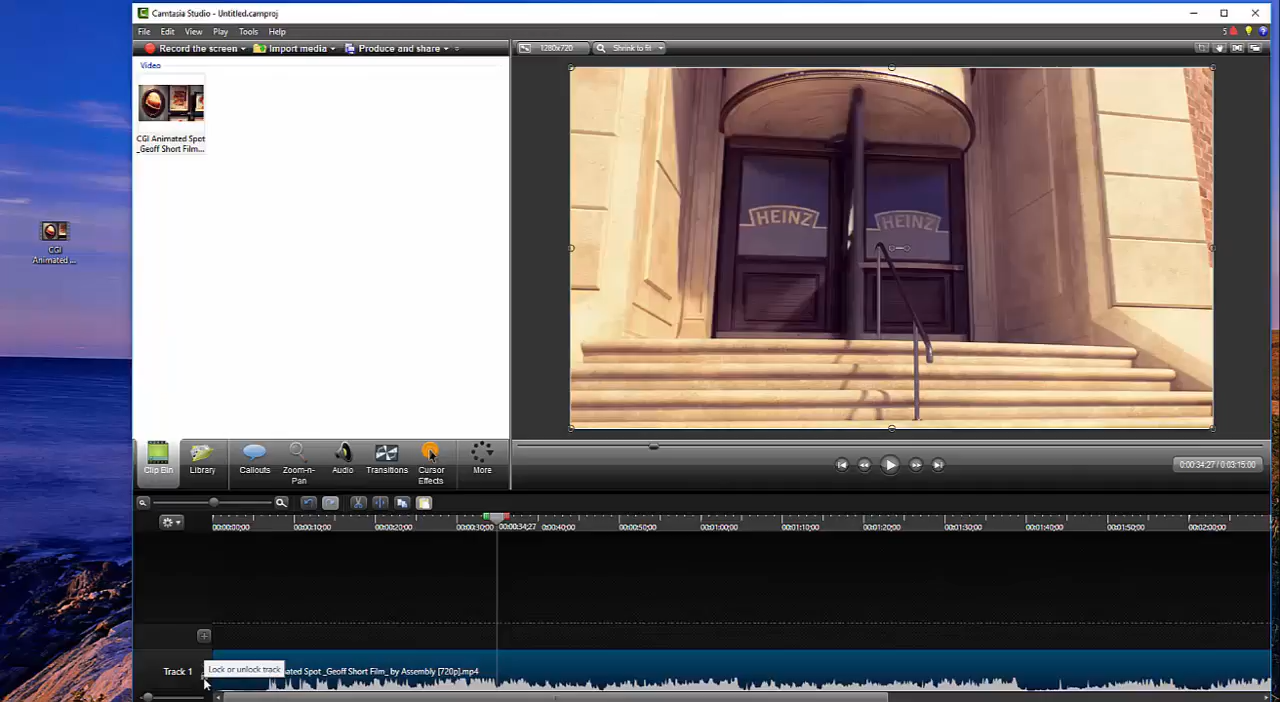 Camtasia Studio - Untitled.camproj
File Edit View Play Tools Help 5
Record the screen Import media Produce and share
1280x720 Shrink to fit
Video
CGI Animated Spot
_Geoff Short Film...
CGI
Animated ...
HEINZ HEINZ
Clip Bin Library Callouts Zoom-n-Pan Audio Transitions Cursor Effects More
0:00:34:27 / 0:03:15:00
00:00:00;00 00:00:10;00 00:00:20;00 00:00:30;00 00:00:34;27 00:00:40;00 00:00:50;00 00:01:00;00 00:01:10;00 00:01:20;00 00:01:30;00 00:01:40;00 00:01:50;00 00:02:00;00
Lock or unlock track
Track 1 ated Spot _Geoff Short Film_ by Assembly [720p].mp4